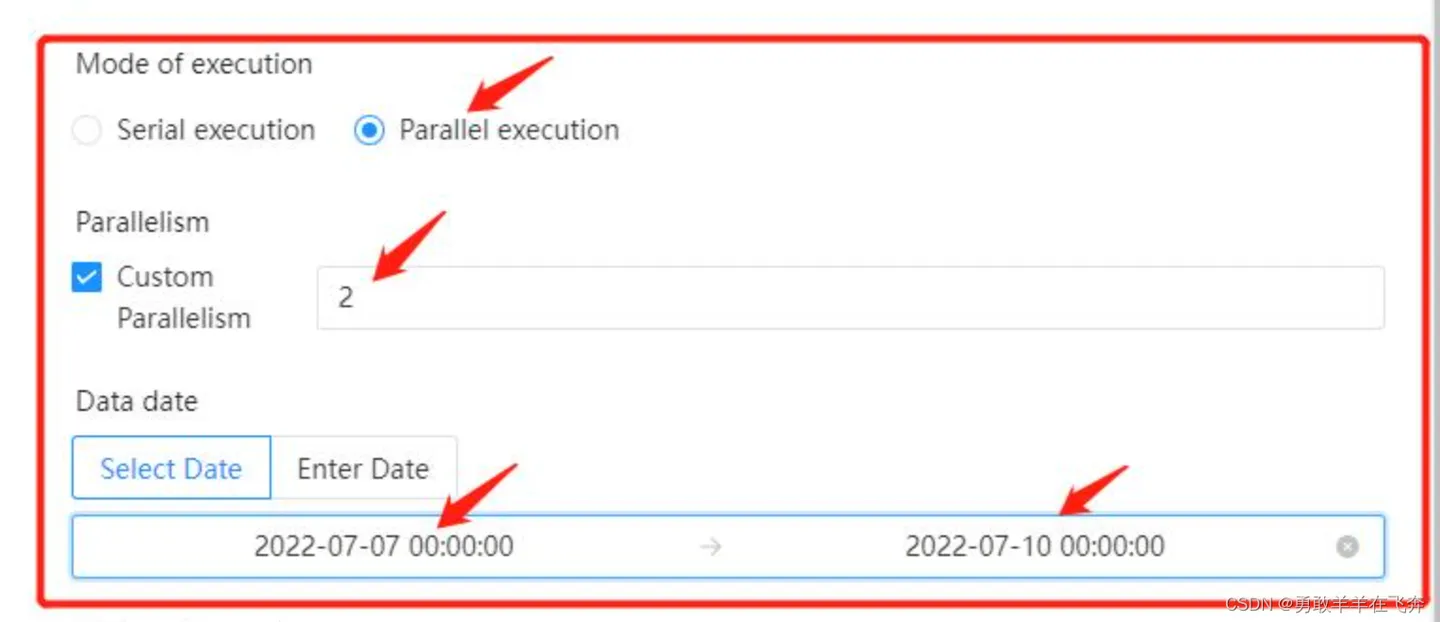 Mode of execution
Serial execution Parallel execution
Parallelism
Custom
Parallelism
2
Data date
Select Date Enter Date
2022-07-07 00:00:00 → 2022-07-10 00:00:00
CSDN @勇敢羊羊在飞奔